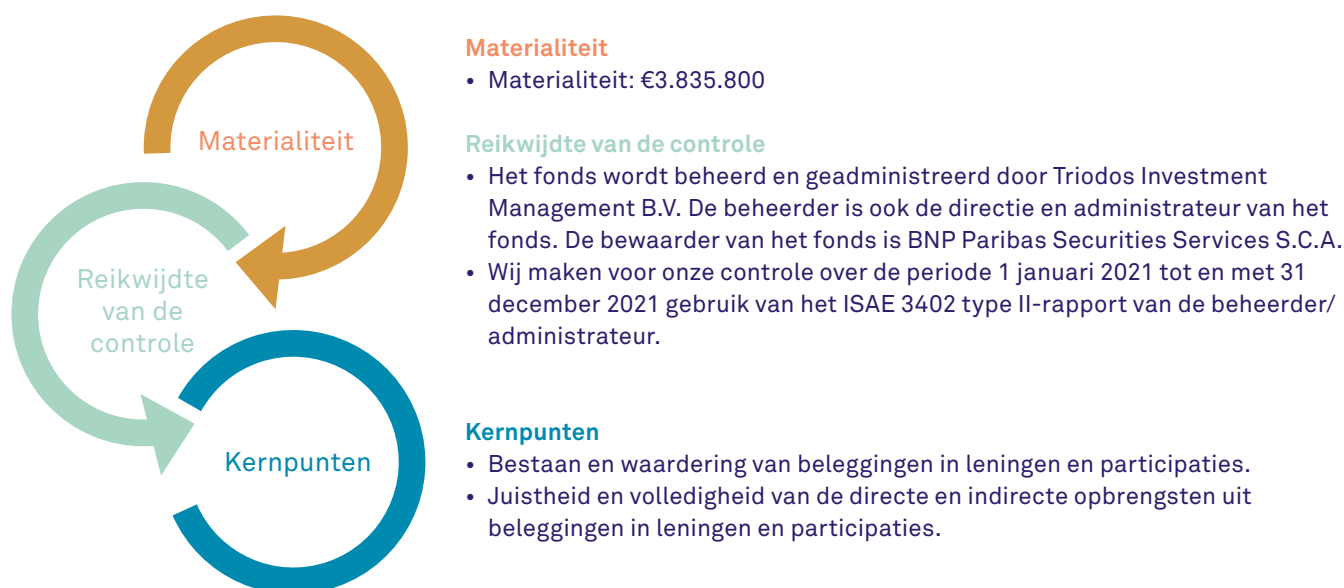 Materialiteit
Reikwijdte
van de
controle
Kernpunten
Materialiteit
• Materialiteit: €3.835.800
Reikwijdte van de controle
• Het fonds wordt beheerd en geadministreerd door Triodos Investment
Management B.V. De beheerder is ook de directie en administrateur van het
fonds. De bewaarder van het fonds is BNP Paribas Securities Services S.C.A.
• Wij maken voor onze controle over de periode 1 januari 2021 tot en met 31
december 2021 gebruik van het ISAE 3402 type II-rapport van de beheerder/
administrateur.
Kernpunten
• Bestaan en waardering van beleggingen in leningen en participaties.
• Juistheid en volledigheid van de directe en indirecte opbrengsten uit
beleggingen in leningen en participaties.